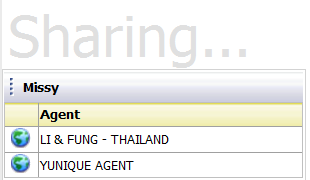 Sharing...
Missy
Agent
LI & FUNG - THAILAND
YUNIQUE AGENT